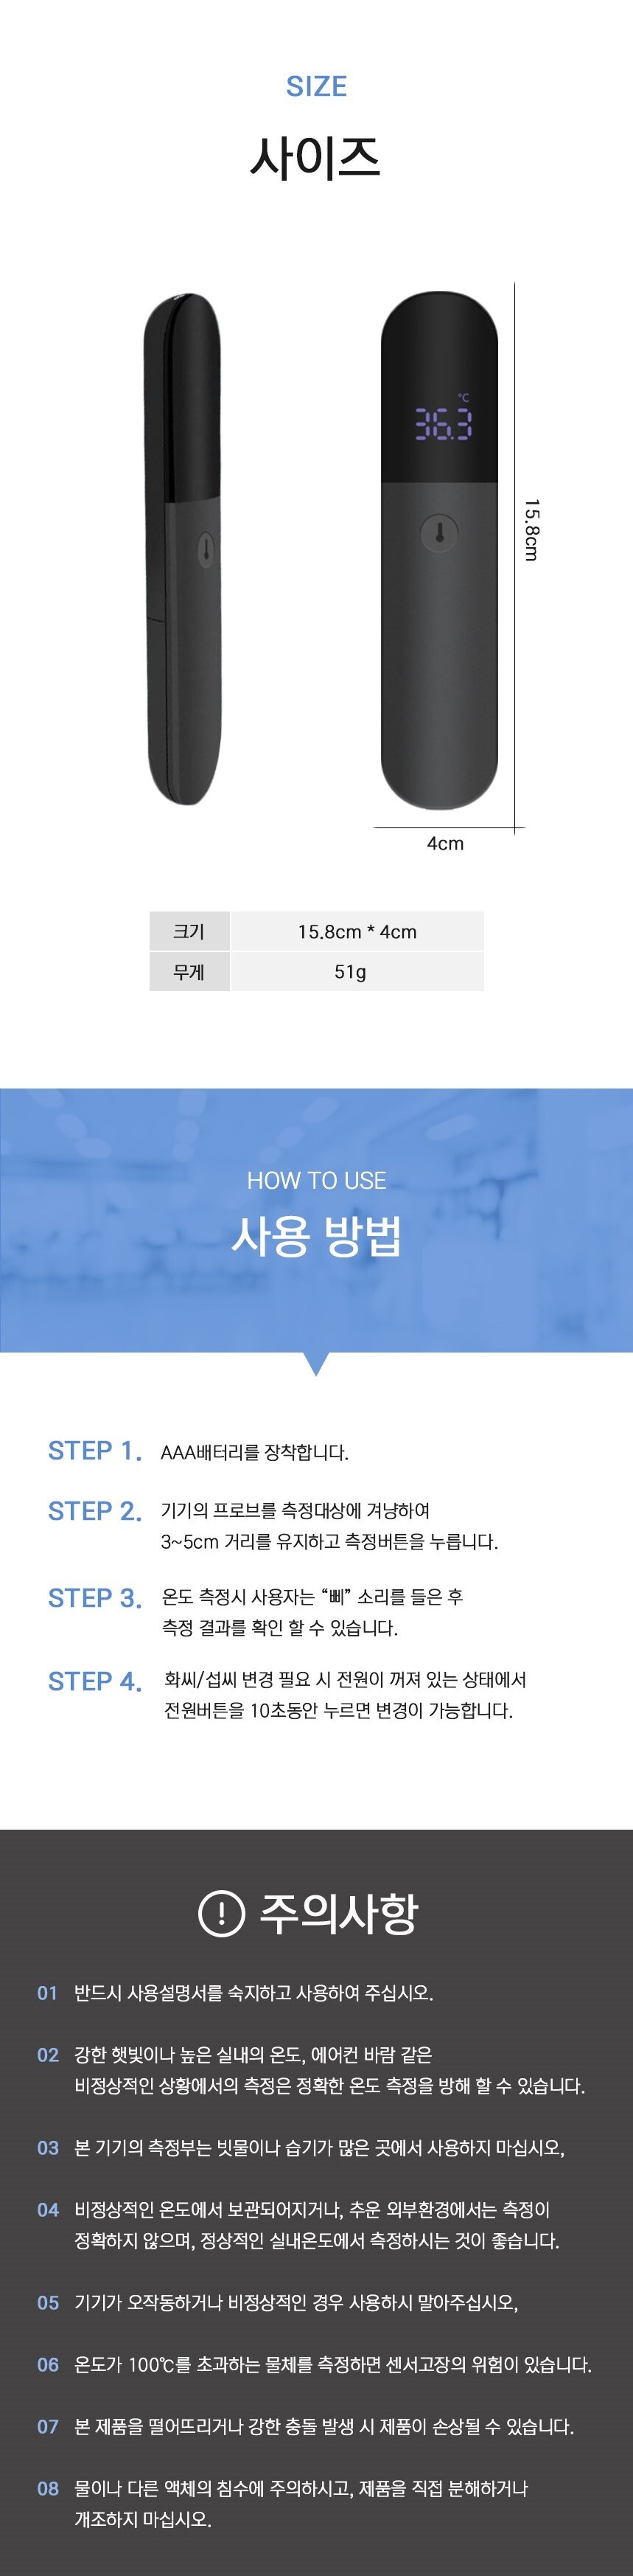 SIZE
사이즈
°C
36.3
15.8cm
4cm
크기 15.8cm * 4cm
무게 51g
HOW TO USE
사용 방법
STEP 1. AAA배터리를 장착합니다.
STEP 2. 기기의 프로브를 측정대상에 겨냥하여
3~5cm 거리를 유지하고 측정버튼을 누릅니다.
STEP 3. 온도 측정시 사용자는 “삐” 소리를 들은 후
측정 결과를 확인 할 수 있습니다.
STEP 4. 화씨/섭씨 변경 필요 시 전원이 꺼져 있는 상태에서
전원버튼을 10초동안 누르면 변경이 가능합니다.
주의사항
01 반드시 사용설명서를 숙지하고 사용하여 주십시오.
02 강한 햇빛이나 높은 실내의 온도, 에어컨 바람 같은
비정상적인 상황에서의 측정은 정확한 온도 측정을 방해 할 수 있습니다.
03 본 기기의 측정부는 빗물이나 습기가 많은 곳에서 사용하지 마십시오,
04 비정상적인 온도에서 보관되어지거나, 추운 외부환경에서는 측정이
정확하지 않으며, 정상적인 실내온도에서 측정하시는 것이 좋습니다.
05 기기가 오작동하거나 비정상적인 경우 사용하시 말아주십시오,
06 온도가 100℃를 초과하는 물체를 측정하면 센서고장의 위험이 있습니다.
07 본 제품을 떨어뜨리거나 강한 충돌 발생 시 제품이 손상될 수 있습니다.
08 물이나 다른 액체의 침수에 주의하시고, 제품을 직접 분해하거나
개조하지 마십시오.